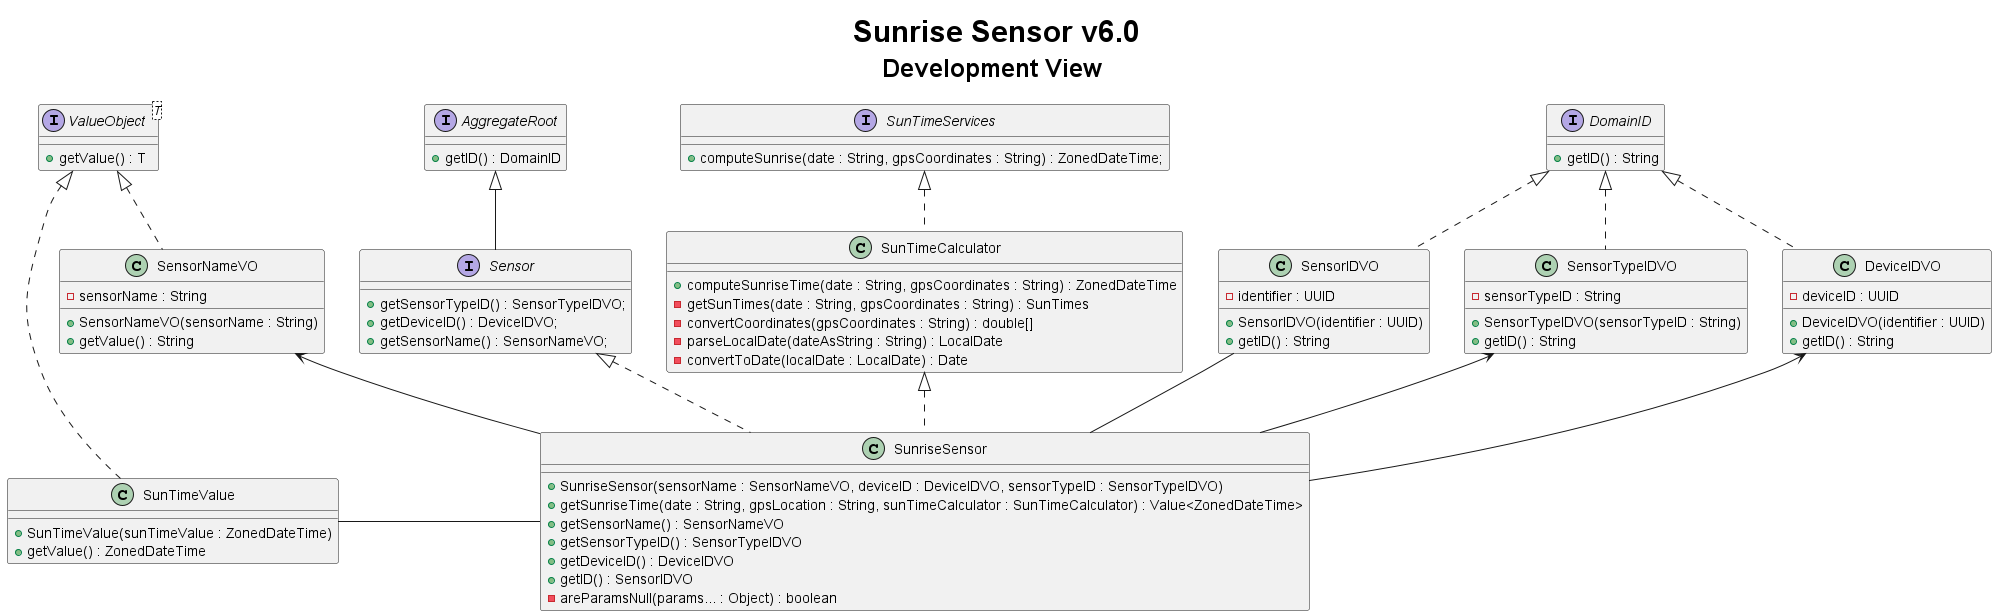 Sunrise Sensor v6.0
Development View
I ValueObject T
getValue() : T
I AggregateRoot
getID() : DomainID
I SunTimeServices
computeSunrise(date : String, gpsCoordinates : String) : ZonedDateTime;
I DomainID
getID() : String
C SensorNameVO
sensorName : String
SensorNameVO(sensorName : String)
getValue() : String
I Sensor
getSensorTypeID() : SensorTypeIDVO;
getDeviceID() : DeviceIDVO;
getSensorName() : SensorNameVO;
C SunTimeCalculator
computeSunriseTime(date : String, gpsCoordinates : String) : ZonedDateTime
getSunTimes(date : String, gpsCoordinates : String) : SunTimes
convertCoordinates(gpsCoordinates : String) : double[]
parseLocalDate(dateAsString : String) : LocalDate
convertToDate(localDate : LocalDate) : Date
C SensorIDVO
identifier : UUID
SensorIDVO(identifier : UUID)
getID() : String
C SensorTypeIDVO
sensorTypeID : String
SensorTypeIDVO(sensorTypeID : String)
getID() : String
C DeviceIDVO
deviceID : UUID
DeviceIDVO(identifier : UUID)
getID() : String
C SunTimeValue
SunTimeValue(sunTimeValue : ZonedDateTime)
getValue() : ZonedDateTime
C SunriseSensor
SunriseSensor(sensorName : SensorNameVO, deviceID : DeviceIDVO, sensorTypeID : SensorTypeIDVO)
getSunriseTime(date : String, gpsLocation : String, sunTimeCalculator : SunTimeCalculator) : Value<ZonedDateTime>
getSensorName() : SensorNameVO
getSensorTypeID() : SensorTypeIDVO
getDeviceID() : DeviceIDVO
getID() : SensorIDVO
areParamsNull(params... : Object) : boolean